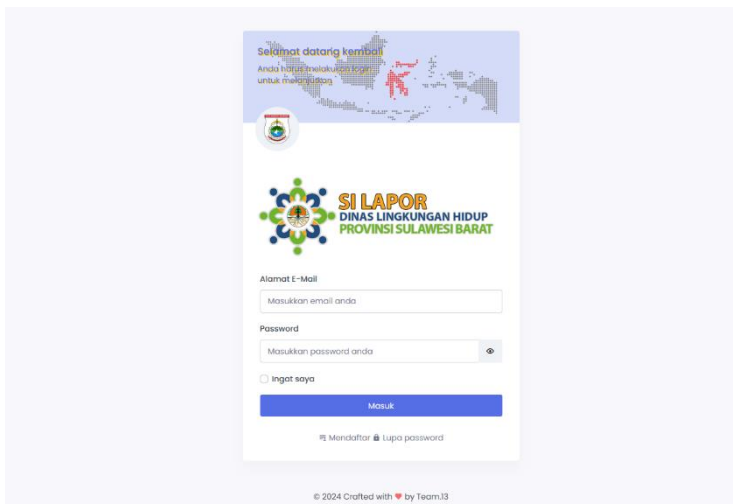 Selamat datang kembali
Anda harus melakukan login
untuk melanjutkan
SI LAPOR
DINAS LINGKUNGAN HIDUP
PROVINSI SULAWESI BARAT
Alamat E-Mail
Masukkan email anda
Password
Masukkan password anda
Ingat saya
Masuk
Mendaftar Lupa password
© 2024 Crafted with ❤ by Team.13